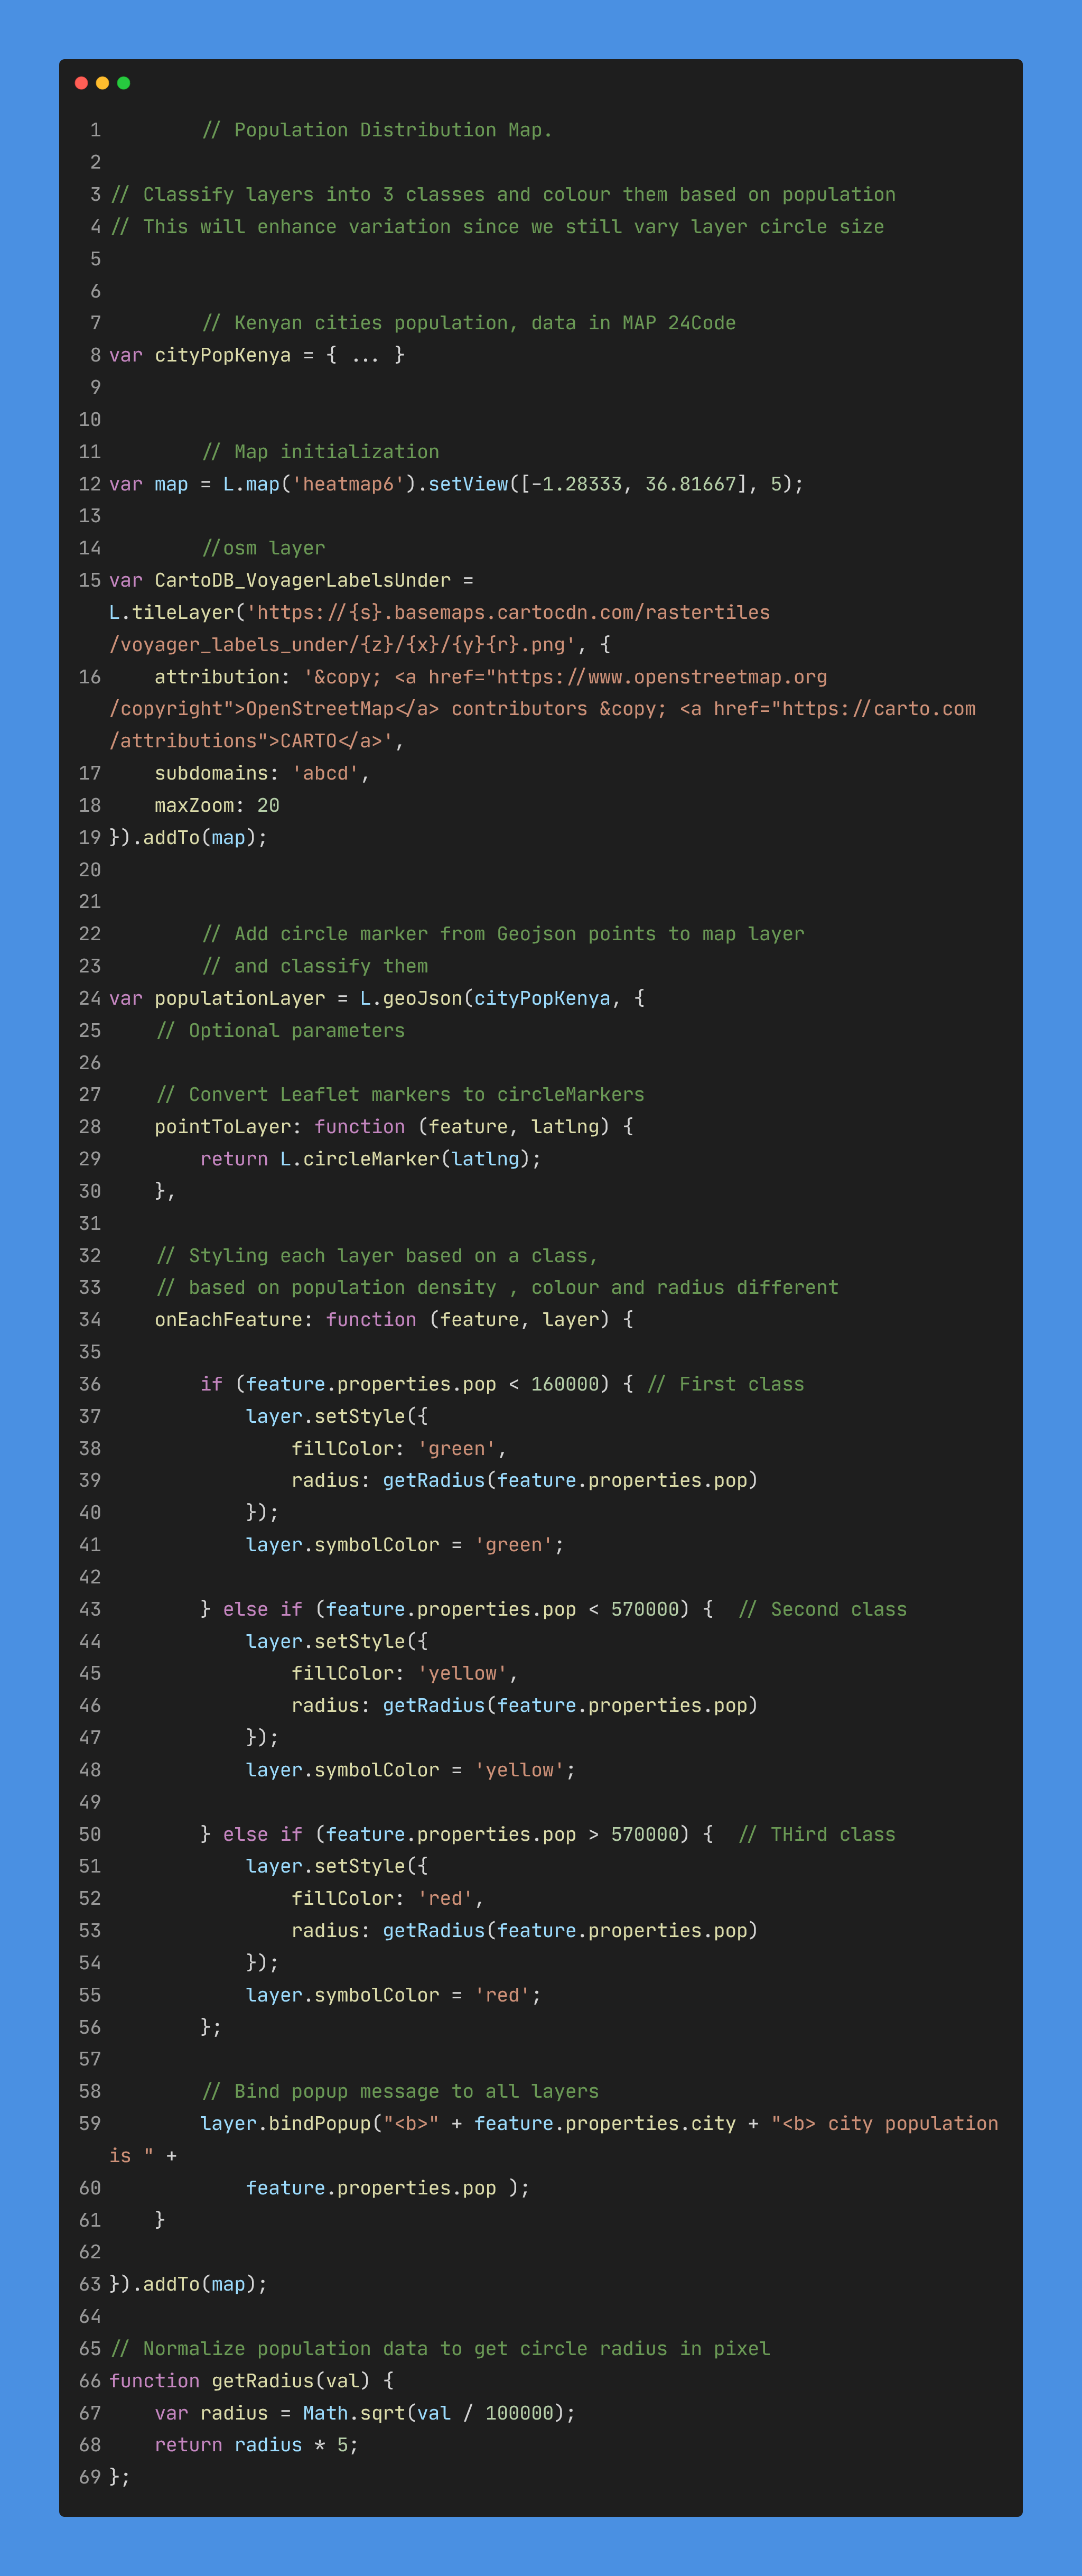 1         // Population Distribution Map.
2
3 // Classify layers into 3 classes and colour them based on population
4 // This will enhance variation since we still vary layer circle size
5
6
7         // Kenyan cities population, data in MAP 24Code
8 var cityPopKenya = { ... }
9
10
11         // Map initialization
12 var map = L.map('heatmap6').setView([-1.28333, 36.81667], 5);
13
14         //osm layer
15 var CartoDB_VoyagerLabelsUnder =
L.tileLayer('https://{s}.basemaps.cartocdn.com/rastertiles
/voyager_labels_under/{z}/{x}/{y}{r}.png', {
16     attribution: '&copy; <a href="https://www.openstreetmap.org
/copyright">OpenStreetMap</a> contributors &copy; <a href="https://carto.com
/attributions">CARTO</a>',
17     subdomains: 'abcd',
18     maxZoom: 20
19 }).addTo(map);
20
21
22         // Add circle marker from Geojson points to map layer
23         // and classify them
24 var populationLayer = L.geoJson(cityPopKenya, {
25     // Optional parameters
26
27     // Convert Leaflet markers to circleMarkers
28     pointToLayer: function (feature, latlng) {
29         return L.circleMarker(latlng);
30     },
31
32     // Styling each layer based on a class,
33     // based on population density , colour and radius different
34     onEachFeature: function (feature, layer) {
35
36         if (feature.properties.pop < 160000) { // First class
37             layer.setStyle({
38                 fillColor: 'green',
39                 radius: getRadius(feature.properties.pop)
40             });
41             layer.symbolColor = 'green';
42
43         } else if (feature.properties.pop < 570000) {  // Second class
44             layer.setStyle({
45                 fillColor: 'yellow',
46                 radius: getRadius(feature.properties.pop)
47             });
48             layer.symbolColor = 'yellow';
49
50         } else if (feature.properties.pop > 570000) {  // THird class
51             layer.setStyle({
52                 fillColor: 'red',
53                 radius: getRadius(feature.properties.pop)
54             });
55             layer.symbolColor = 'red';
56         };
57
58         // Bind popup message to all layers
59         layer.bindPopup("<b>" + feature.properties.city + "<b> city population
is " +
60             feature.properties.pop );
61     }
62
63 }).addTo(map);
64
65 // Normalize population data to get circle radius in pixel
66 function getRadius(val) {
67     var radius = Math.sqrt(val / 100000);
68     return radius * 5;
69 };